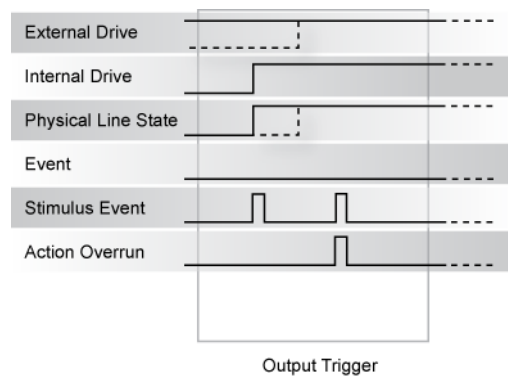 External Drive
Internal Drive
Physical Line State
Event
Stimulus Event
Action Overrun
Output Trigger